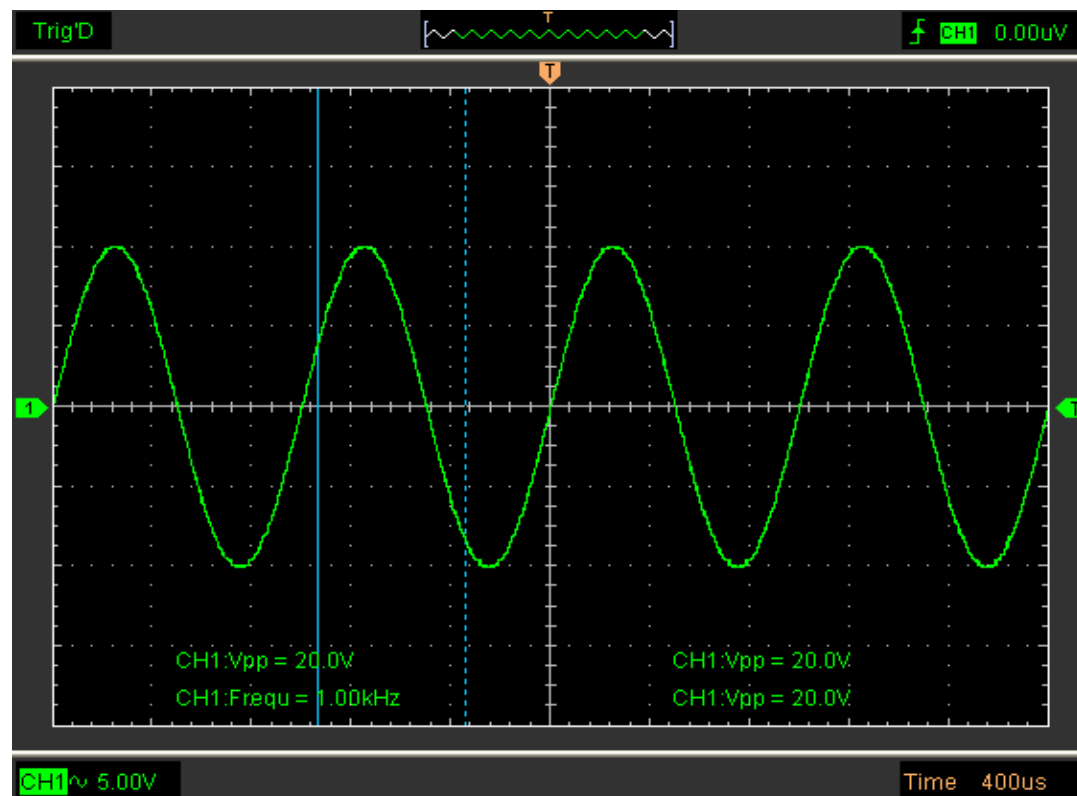 Trig'D
T
CH1 0.00uV
T
1
T
CH1:Vpp = 20.0V
CH1:Vpp = 20.0V
CH1:Frequ = 1.00kHz
CH1:Vpp = 20.0V
CH1 5.00V
Time 400us